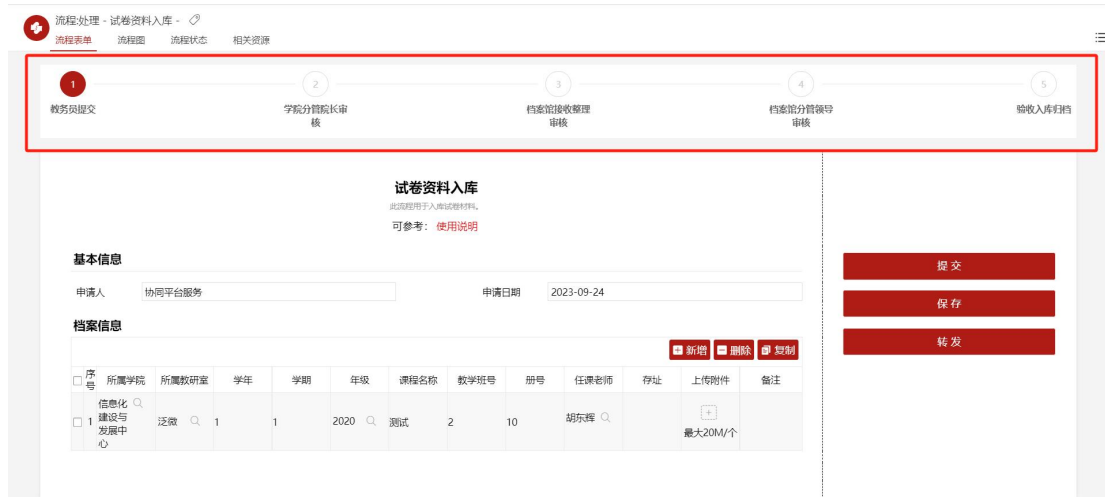 流程:处理 - 试卷资料入库 -
流程表单 流程图 流程状态 相关资源
1 2 3 4 5
教务员提交 学院分管院长审核 档案馆接收整理审核 档案馆分管领导审核 验收入库归档
试卷资料入库
此流程用于入库试卷材料。
可参考： 使用说明
基本信息
申请人 协同平台服务 申请日期 2023-09-24
档案信息
新增 删除 复制
序号 所属学院 所属教研室 学年 学期 年级 课程名称 教学班号 册号 任课老师 存址 上传附件 备注
1 信息化建设与发展中心 泛微 1 1 2020 测试 2 10 胡东辉 最大20M/个
提交
保存
转发